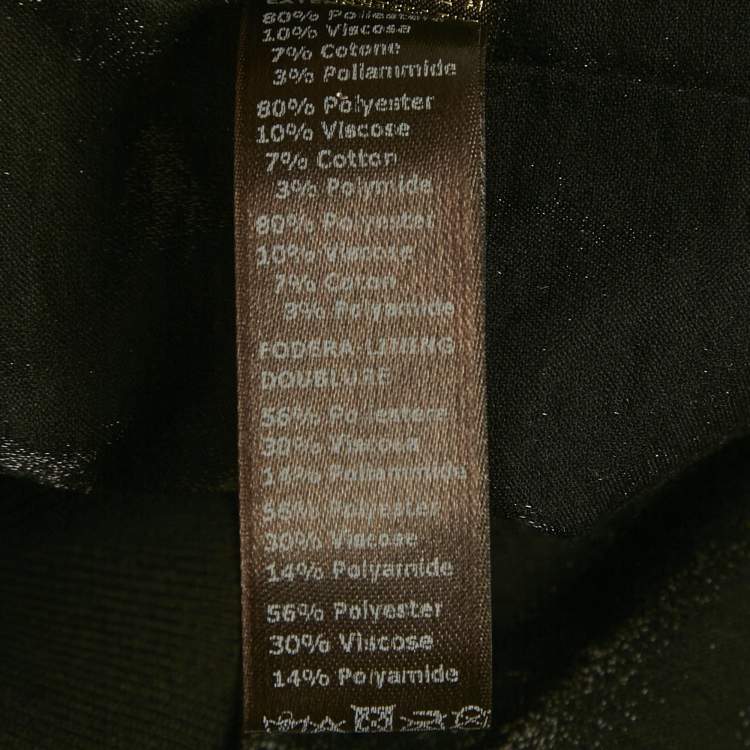 80% Poliestere
10% Viscosa
7% Cotone
3% Poliammide
80% Polyester
10% Viscose
7% Cotton
3% Polymide
80% Polyester
10% Viscose
7% Coton
3% Polyamide
FODERA LINING
DOUBLURE
56% Poliestere
30% Viscosa
14% Poliammide
56% Polyester
30% Viscose
14% Polyamide
56% Polyester
30% Viscose
14% Polyamide